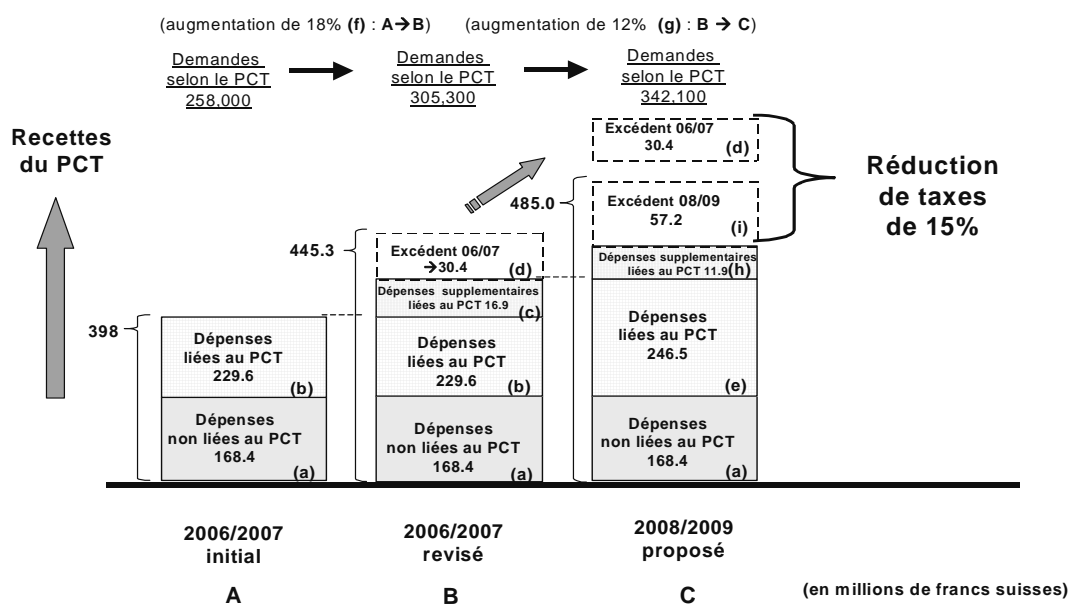 (augmentation de 18% (f) : A→B)
(augmentation de 12% (g) : B → C)
Demandes
selon le PCT
258.000
Demandes
selon le PCT
305,300
Demandes
selon le PCT
342,100
Recettes
du PCT
398
Dépenses
liées au PCT
229.6
(b)
Dépenses
non liées au PCT
168.4
(a)
445.3
Excédent 06/07
→30.4
(d)
Dépenses supplementaires
liées au PCT 16.9
(c)
Dépenses
liées au PCT
229.6
(b)
Dépenses
non liées au PCT
168.4
(a)
485.0
Excédent 06/07
30.4
(d)
Excédent 08/09
57.2
(i)
Dépenses supplementaires
liées au PCT 11.9
(h)
Dépenses
liées au PCT
246.5
(e)
Dépenses
non liées au PCT
168.4
(a)
Réduction
de taxes
de 15%
2006/2007
initial
A
2006/2007
revisé
B
2008/2009
proposé
C
(en millions de francs suisses)